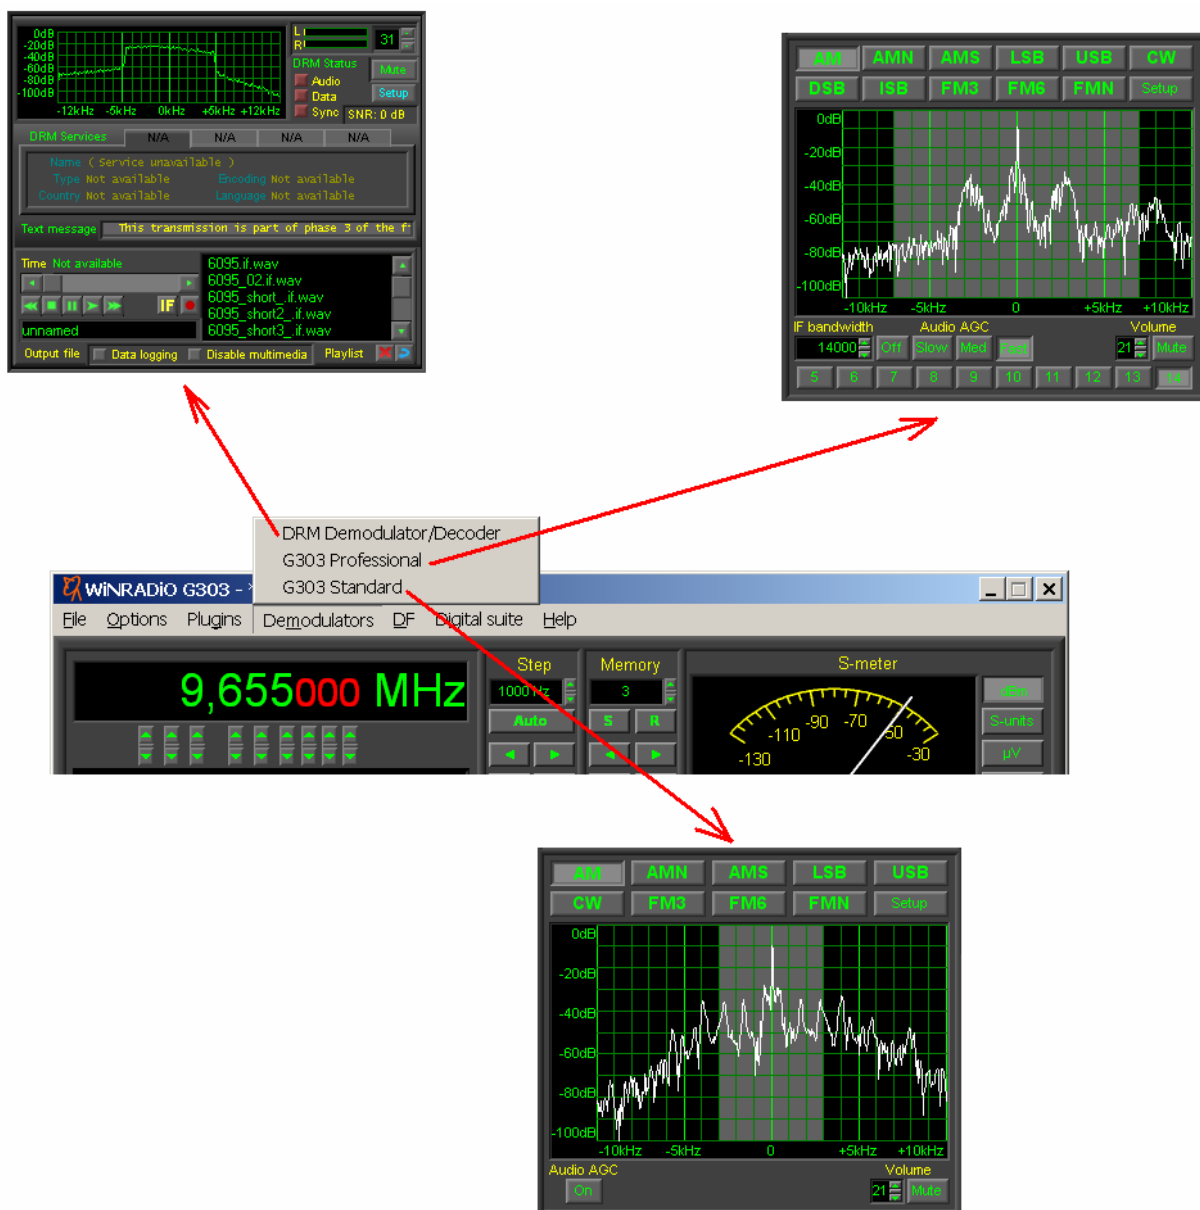 0dB
-20dB
-40dB
-60dB
-80dB
-100dB
-12kHz -5kHz 0kHz +5kHz +12kHz
L
R
31
DRM Status
Mute
Audio
Data
Setup
Sync SNR: 0 dB
DRM Services N/A N/A N/A N/A
Name ( Service unavailable )
Type Not available Encoding Not available
Country Not available Language Not available
Text message This transmission is part of phase 3 of the f
Time Not available
6095.if.wav
6095_02.if.wav
6095_short_.if.wav
IF
6095_short2_.if.wav
unnamed
6095_short3_.if.wav
Output file Data logging Disable multimedia Playlist
AM AMN AMS LSB USB CW
DSB ISB FM3 FM6 FMN Setup
0dB
-20dB
-40dB
-60dB
-80dB
-100dB
-10kHz -5kHz 0 +5kHz +10kHz
IF bandwidth Audio AGC Volume
14000 Off Slow Med Fast 21 Mute
5 6 7 8 9 10 11 12 13 14
DRM Demodulator/Decoder
G303 Professional
G303 Standard
WiNRADiO G303 -
File Options Plugins Demodulators DF Digital suite Help
9,655000 MHz
Step
1000 Hz
Auto
Memory
3
S R
S-meter
-130 -110 -90 -70 -50 -30
dBm
S-units
µV
AM AMN AMS LSB USB
CW FM3 FM6 FMN Setup
0dB
-20dB
-40dB
-60dB
-80dB
-100dB
-10kHz -5kHz 0 +5kHz +10kHz
Audio AGC Volume
On 21 Mute